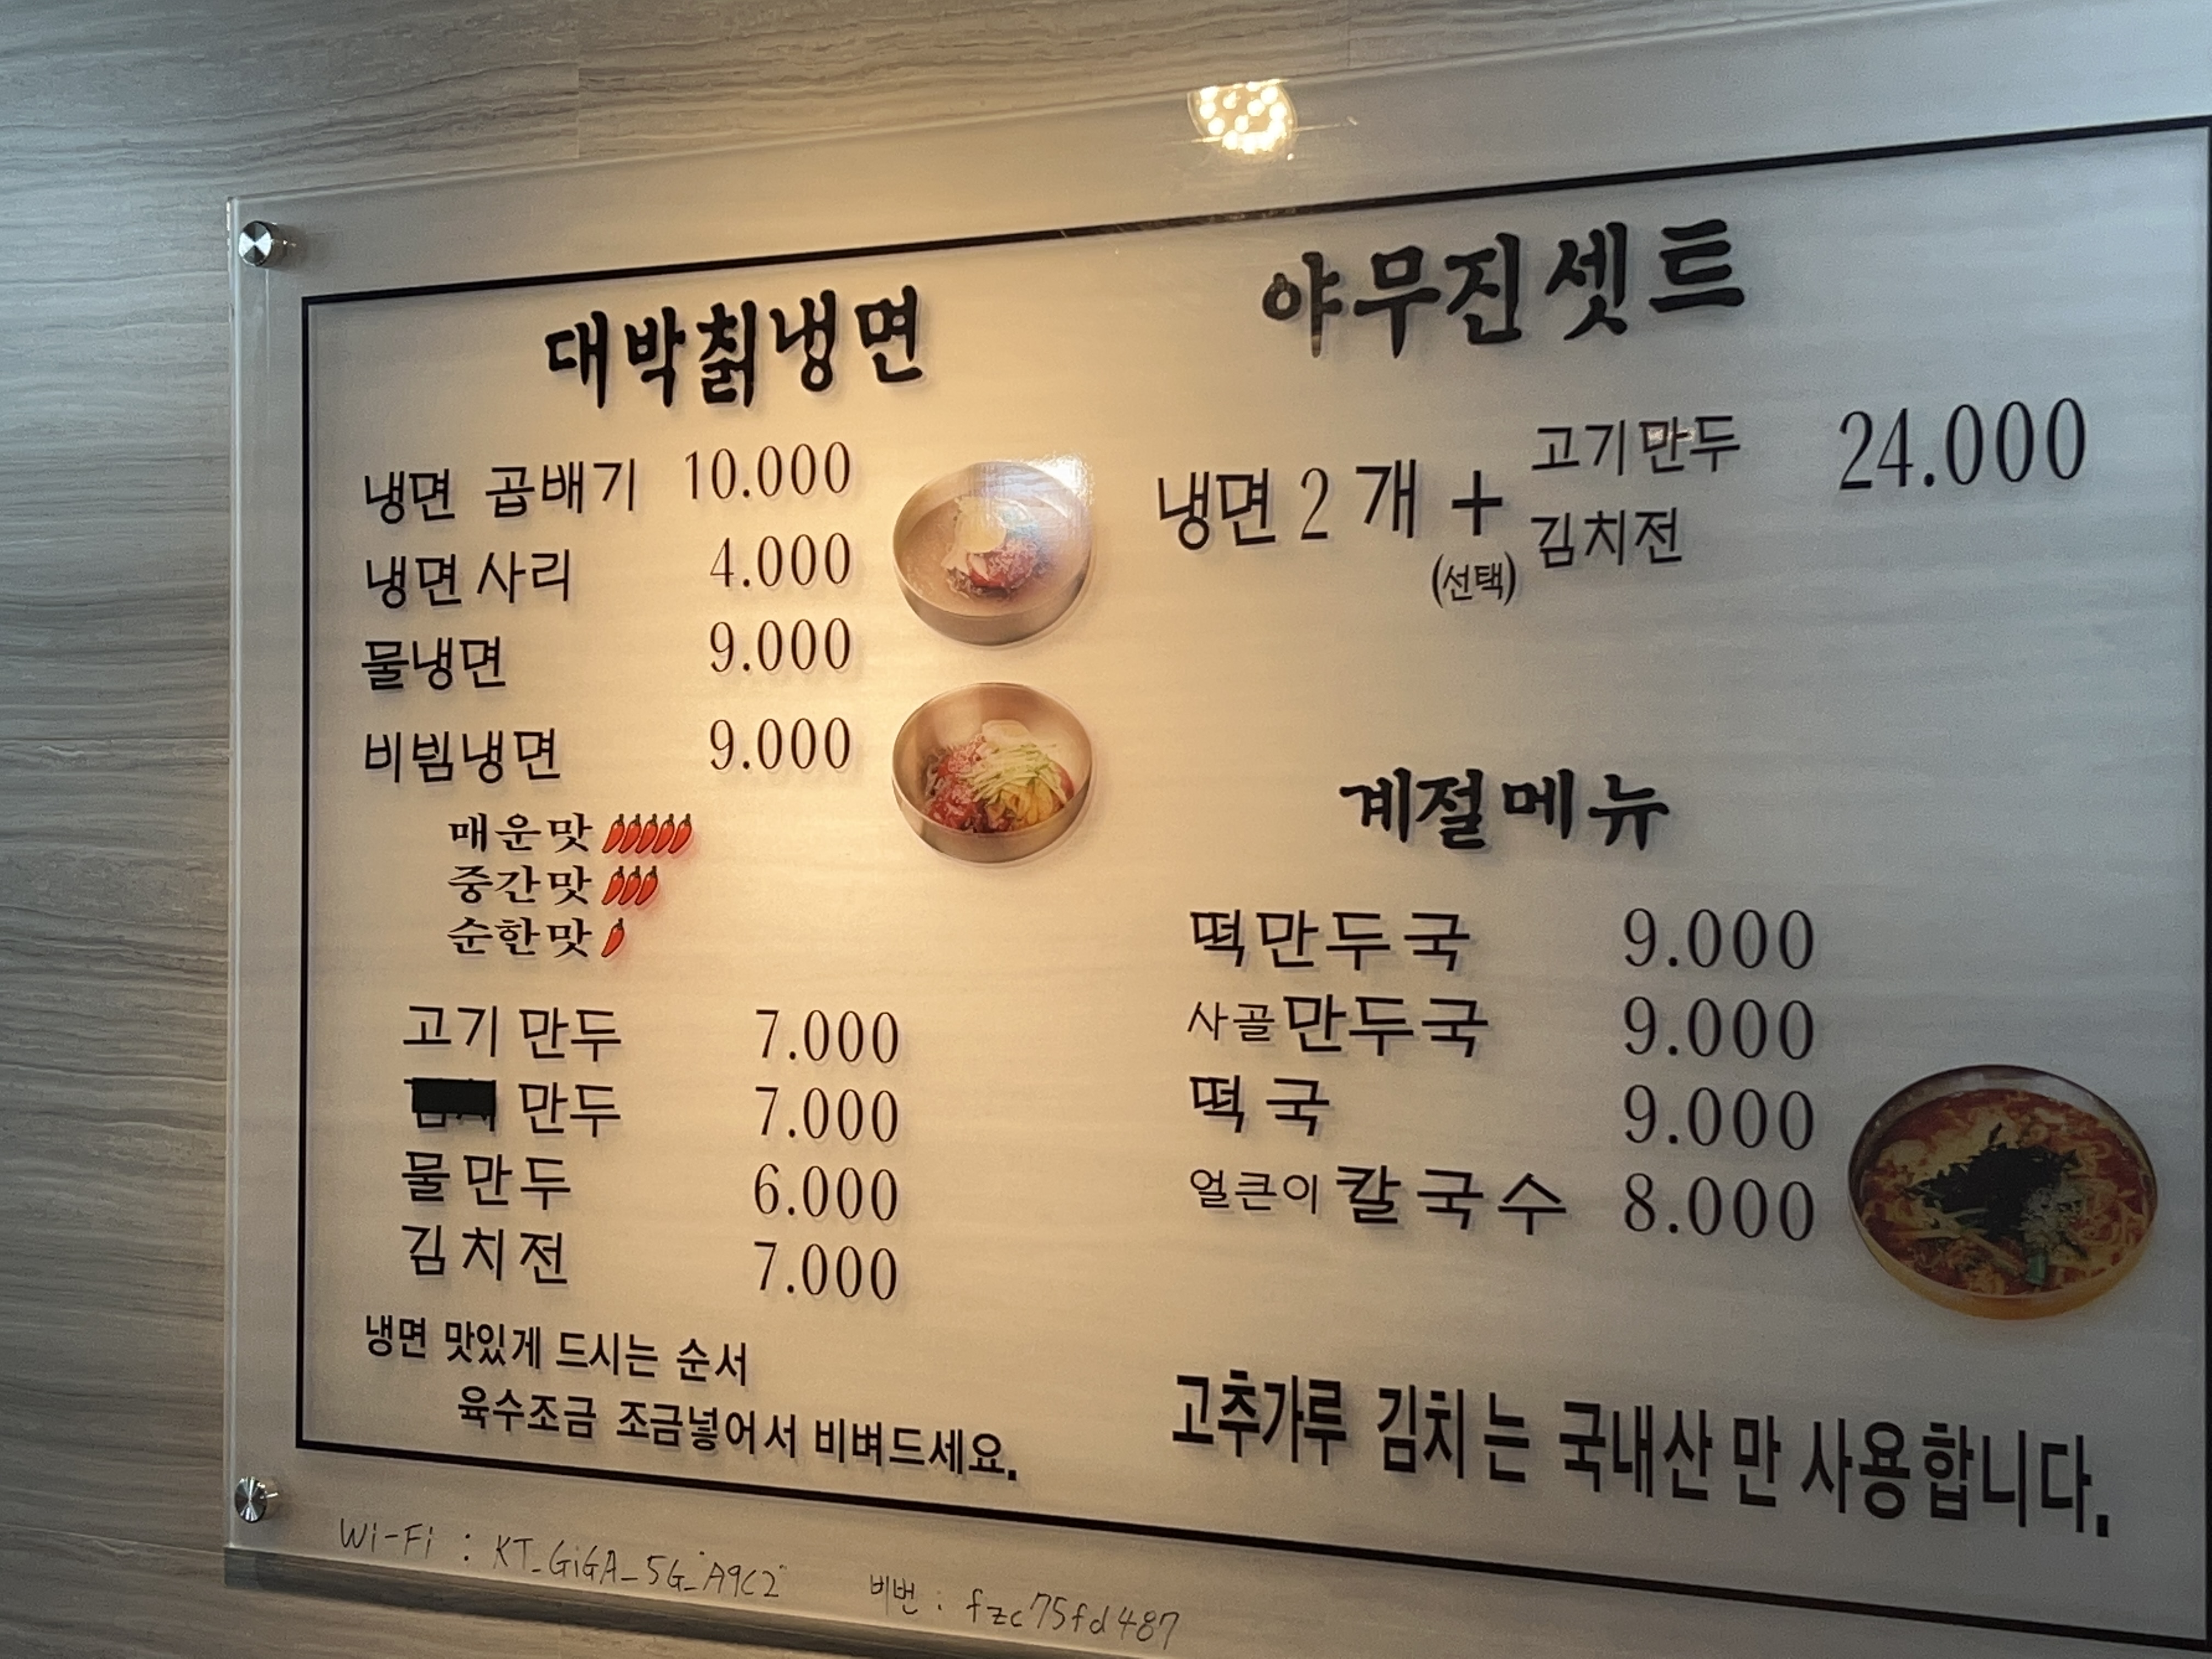 대박칡냉면
냉면 곱배기 10.000
냉면 사리 4.000
물냉면 9.000
비빔냉면 9.000
매운맛
중간맛
순한맛
고기 만두 7.000
만두 7.000
물만두 6.000
김치전 7.000
냉면 맛있게 드시는 순서
육수조금 조금넣어서 비벼드세요.
야무진셋트
냉면 2 개 + 고기만두 24.000
(선택) 김치전
계절메뉴
떡만두국 9.000
사골만두국 9.000
떡국 9.000
얼큰이 칼국수 8.000
고추가루 김치는 국내산만 사용합니다.
Wi-Fi : KT_GiGA_5G_"A9C2"
비번 : fzc75fd487